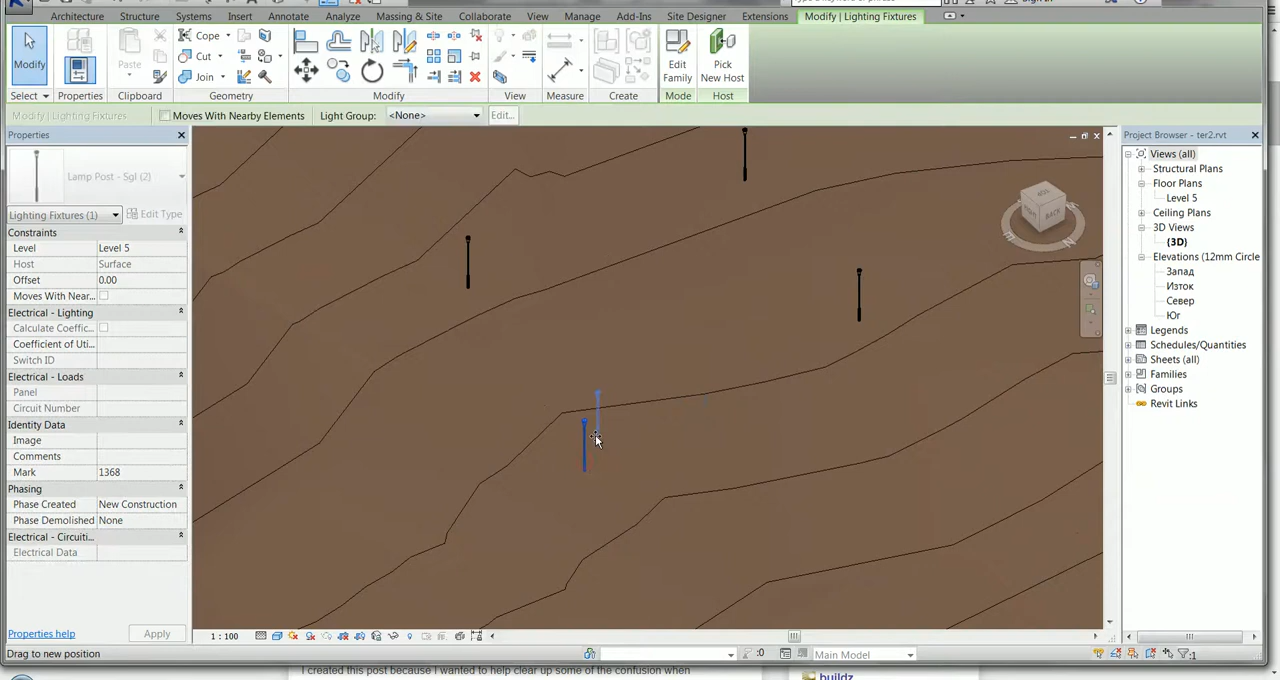 Architecture Structure Systems Insert Annotate Analyze Massing & Site Collaborate View Manage Add-Ins Site Designer Extensions Modify | Lighting Fixtures
Modify
Paste
Cope
Cut
Join
Edit Family
Pick New Host
Select Properties Clipboard Geometry Modify View Measure Create Mode Host
Modify | Lighting Fixtures Moves With Nearby Elements Light Group: <None> Edit...
Properties
Lamp Post - Sgl (2)
Lighting Fixtures (1) Edit Type
Constraints
Level Level 5
Host Surface
Offset 0.00
Moves With Near...
Electrical - Lighting
Calculate Coeffic...
Coefficient of Uti...
Switch ID
Electrical - Loads
Panel
Circuit Number
Identity Data
Image
Comments
Mark 1368
Phasing
Phase Created New Construction
Phase Demolished None
Electrical - Circuiti...
Electrical Data
Properties help Apply
BACK
Project Browser - ter2.rvt
Views (all)
Structural Plans
Floor Plans
Level 5
Ceiling Plans
3D Views
(3D)
Elevations (12mm Circle
Запад
Изток
Север
Юг
Legends
Schedules/Quantities
Sheets (all)
Families
Groups
Revit Links
1 : 100
Drag to new position :0 Main Model :1
I created this post because I wanted to help clear up some of the confusion when
buildz